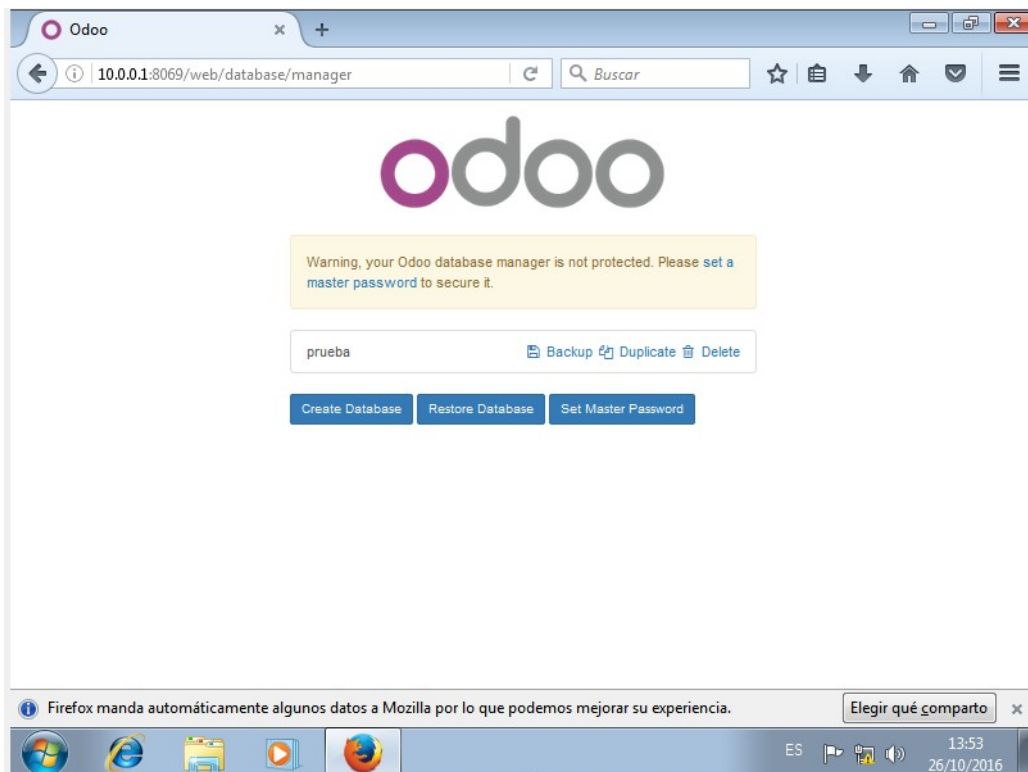 Odoo
10.0.0.1:8069/web/database/manager
Buscar
odoo
Warning, your Odoo database manager is not protected. Please set a
master password to secure it.
prueba Backup Duplicate Delete
Create Database Restore Database Set Master Password
Firefox manda automáticamente algunos datos a Mozilla por lo que podemos mejorar su experiencia. Elegir qué comparto
ES 13:53
26/10/2016